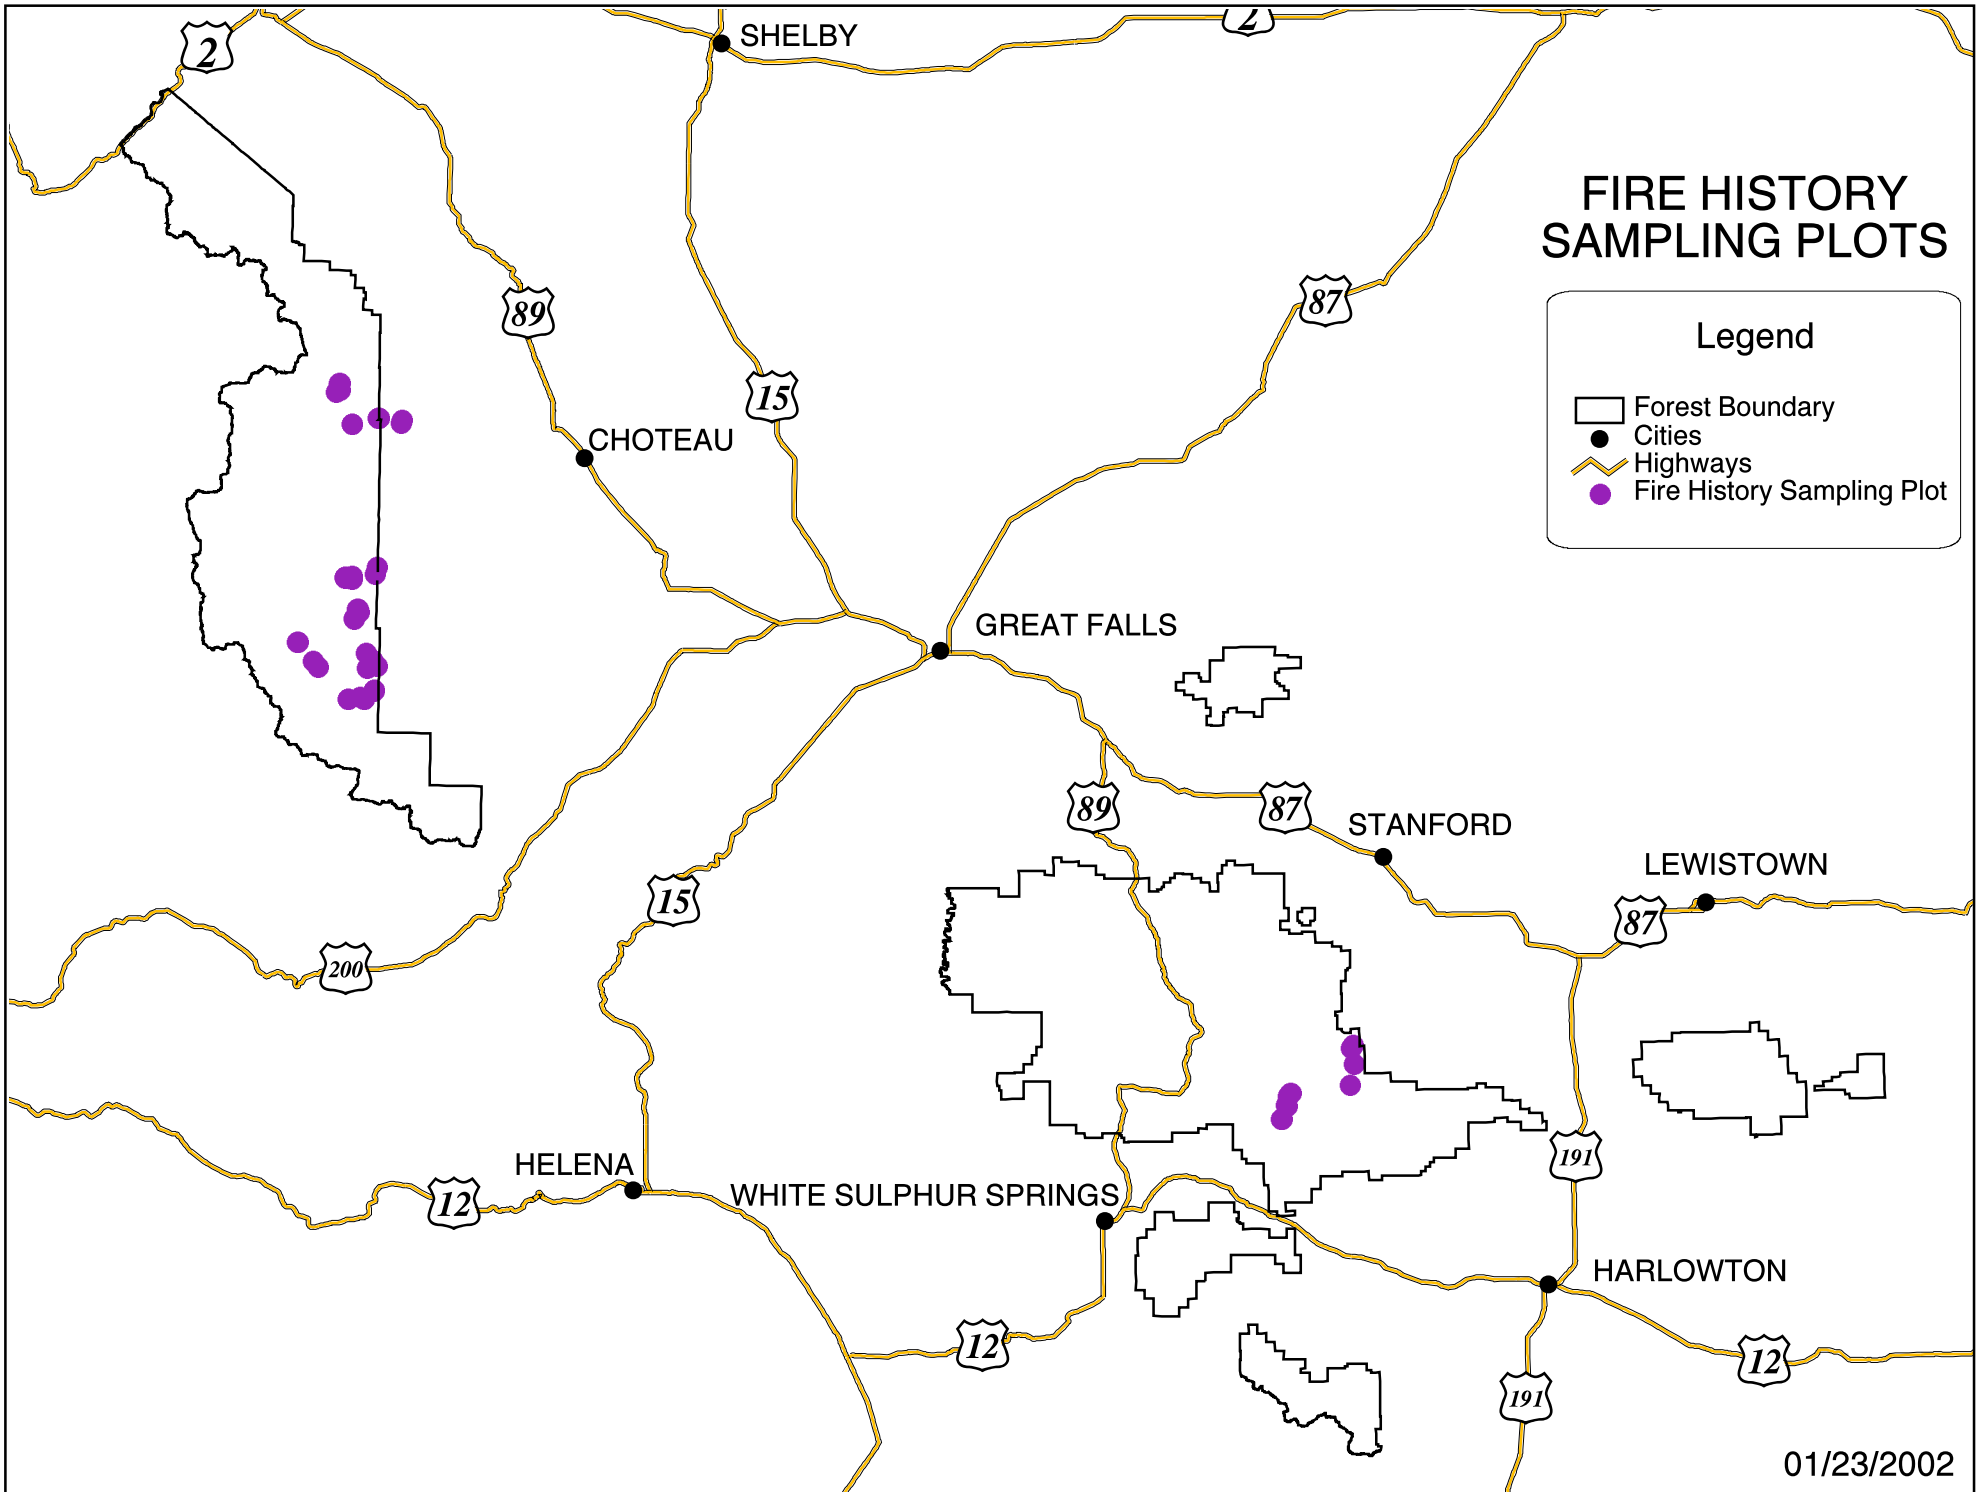 2
SHELBY
2
FIRE HISTORY
SAMPLING PLOTS
89
87
15
Legend
Forest Boundary
Cities
Highways
Fire History Sampling Plot
CHOTEAU
GREAT FALLS
89
87
STANFORD
LEWISTOWN
15
87
200
HELENA
12
WHITE SULPHUR SPRINGS
191
HARLOWTON
12
12
191
01/23/2002